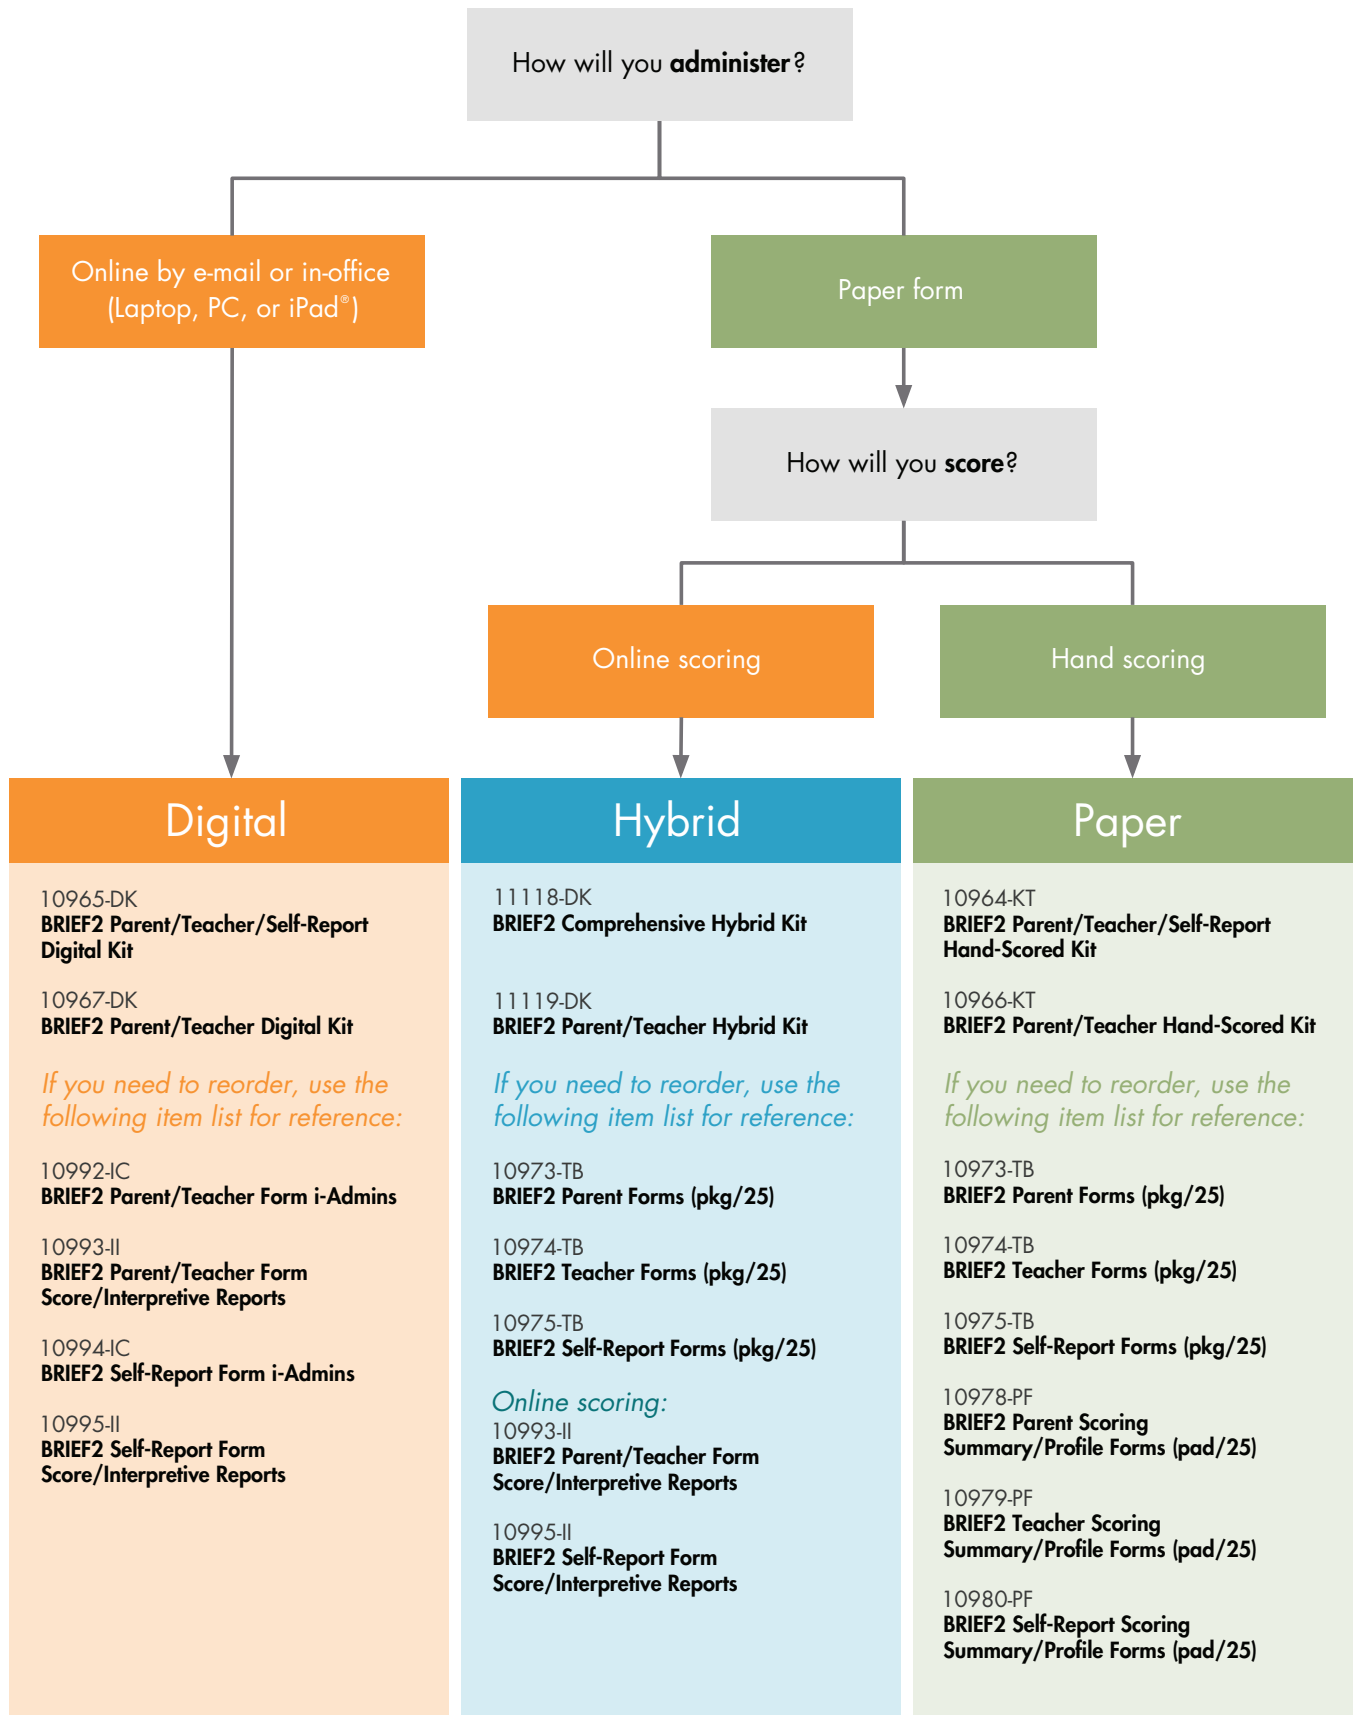 How will you administer?
Online by e-mail or in-office
(Laptop, PC, or iPad®)
Paper form
How will you score?
Online scoring
Hand scoring
Digital
10965-DK
BRIEF2 Parent/Teacher/Self-Report
Digital Kit
10967-DK
BRIEF2 Parent/Teacher Digital Kit
If you need to reorder, use the
following item list for reference:
10992-IC
BRIEF2 Parent/Teacher Form i-Admins
10993-II
BRIEF2 Parent/Teacher Form
Score/Interpretive Reports
10994-IC
BRIEF2 Self-Report Form i-Admins
10995-II
BRIEF2 Self-Report Form
Score/Interpretive Reports
Hybrid
11118-DK
BRIEF2 Comprehensive Hybrid Kit
11119-DK
BRIEF2 Parent/Teacher Hybrid Kit
If you need to reorder, use the
following item list for reference:
10973-TB
BRIEF2 Parent Forms (pkg/25)
10974-TB
BRIEF2 Teacher Forms (pkg/25)
10975-TB
BRIEF2 Self-Report Forms (pkg/25)
Online scoring:
10993-II
BRIEF2 Parent/Teacher Form
Score/Interpretive Reports
10995-II
BRIEF2 Self-Report Form
Score/Interpretive Reports
Paper
10964-KT
BRIEF2 Parent/Teacher/Self-Report
Hand-Scored Kit
10966-KT
BRIEF2 Parent/Teacher Hand-Scored Kit
If you need to reorder, use the
following item list for reference:
10973-TB
BRIEF2 Parent Forms (pkg/25)
10974-TB
BRIEF2 Teacher Forms (pkg/25)
10975-TB
BRIEF2 Self-Report Forms (pkg/25)
10978-PF
BRIEF2 Parent Scoring
Summary/Profile Forms (pad/25)
10979-PF
BRIEF2 Teacher Scoring
Summary/Profile Forms (pad/25)
10980-PF
BRIEF2 Self-Report Scoring
Summary/Profile Forms (pad/25)